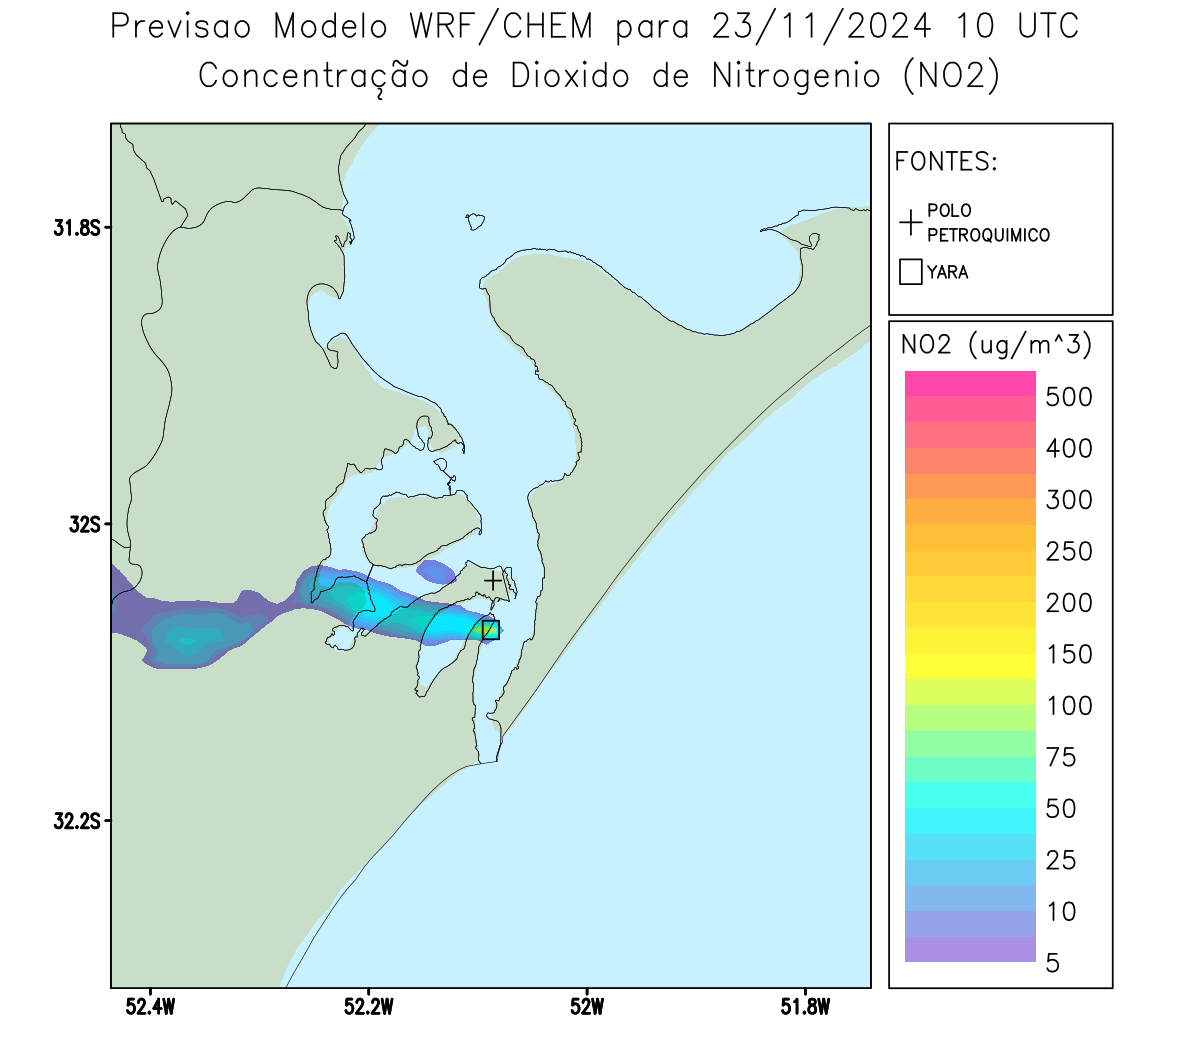 Previsao Modelo WRF/CHEM para 23/11/2024 10 UTC
Concentração de Dioxido de Nitrogenio (NO2)
FONTES:
POLO
PETROQUIMICO
YARA
NO2 (ug/m^3)
500
400
300
250
200
150
100
75
50
25
10
5
31.8S
32S
32.2S
52.4W
52.2W
52W
51.8W